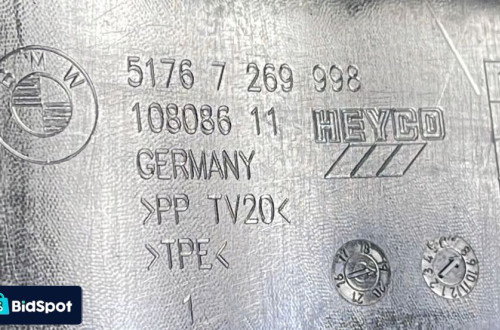 BMW
5176 7 269 998
108086 11 HEYCO
GERMANY
>PP TV20<
>TPE<
1
BidSpot